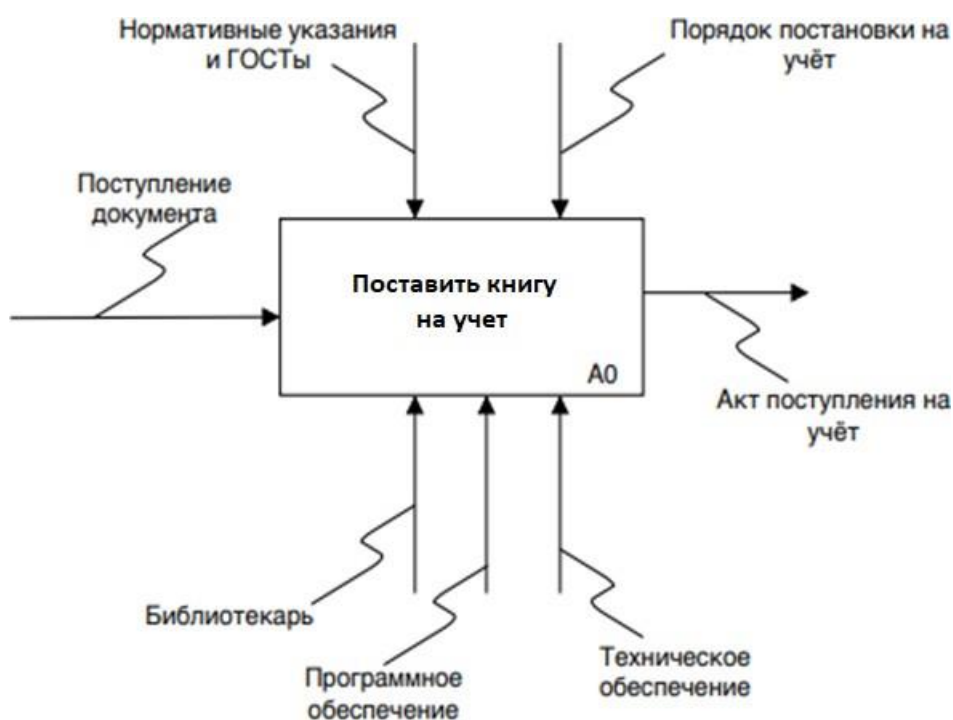 Нормативные указания
и ГОСТы
Порядок постановки на
учёт
Поступление
документа
Поставить книгу
на учет
A0
Акт поступления на
учёт
Библиотекарь
Программное
обеспечение
Техническое
обеспечение